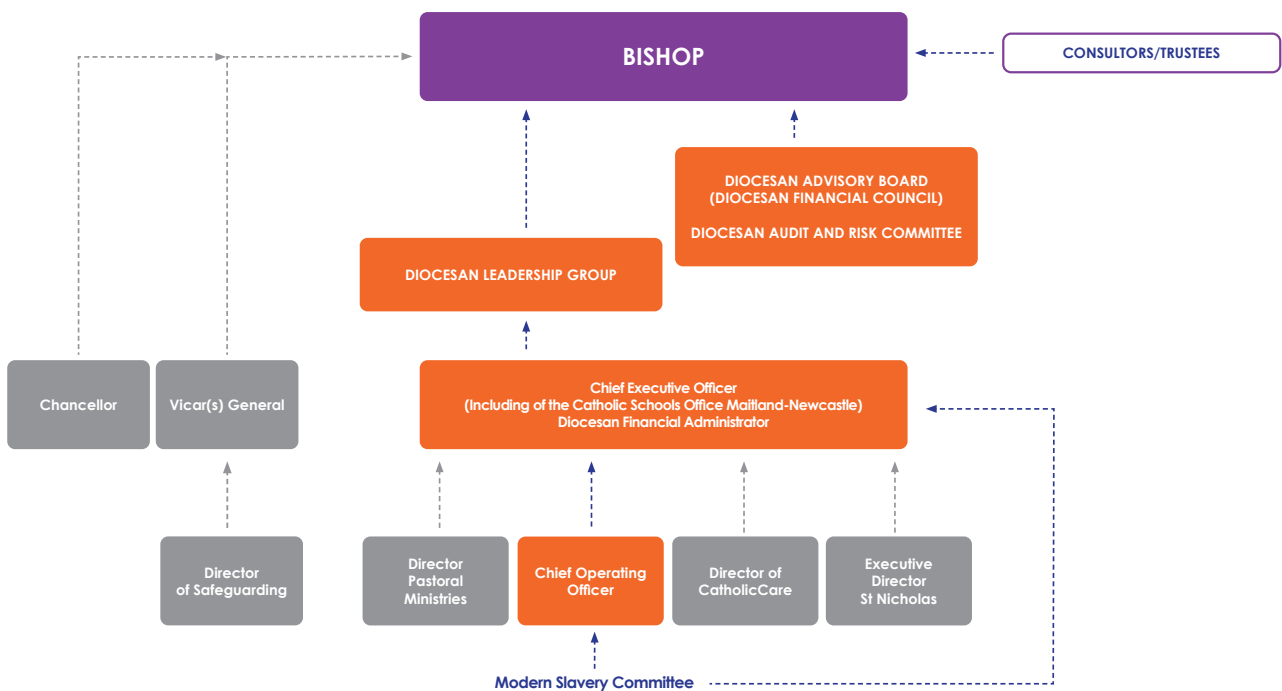 BISHOP
CONSULTORS/TRUSTEES
DIOCESAN ADVISORY BOARD
(DIOCESAN FINANCIAL COUNCIL)
DIOCESAN AUDIT AND RISK COMMITTEE
DIOCESAN LEADERSHIP GROUP
Chancellor
Vicar(s) General
Chief Executive Officer
(Including of the Catholic Schools Office Maitland-Newcastle)
Diocesan Financial Administrator
Director
of Safeguarding
Director
Pastoral
Ministries
Chief Operating
Officer
Director of
CatholicCare
Executive
Director
St Nicholas
Modern Slavery Committee